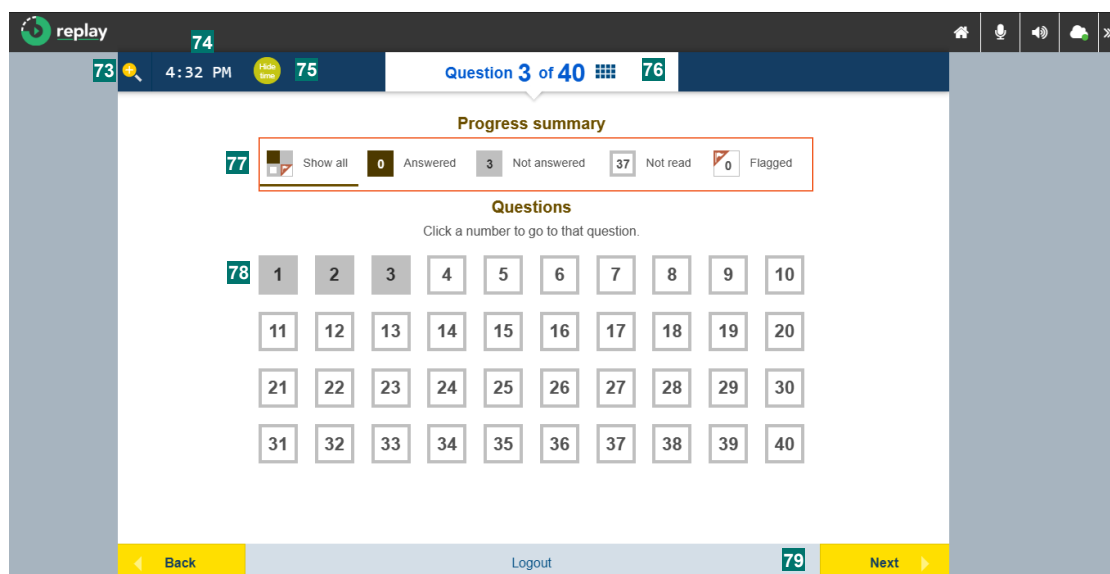 replay
74
73 4:32 PM Hide time 75 Question 3 of 40 76
Progress summary
77 Show all 0 Answered 3 Not answered 37 Not read 0 Flagged
Questions
Click a number to go to that question.
78 1 2 3 4 5 6 7 8 9 10
11 12 13 14 15 16 17 18 19 20
21 22 23 24 25 26 27 28 29 30
31 32 33 34 35 36 37 38 39 40
Back Logout 79 Next